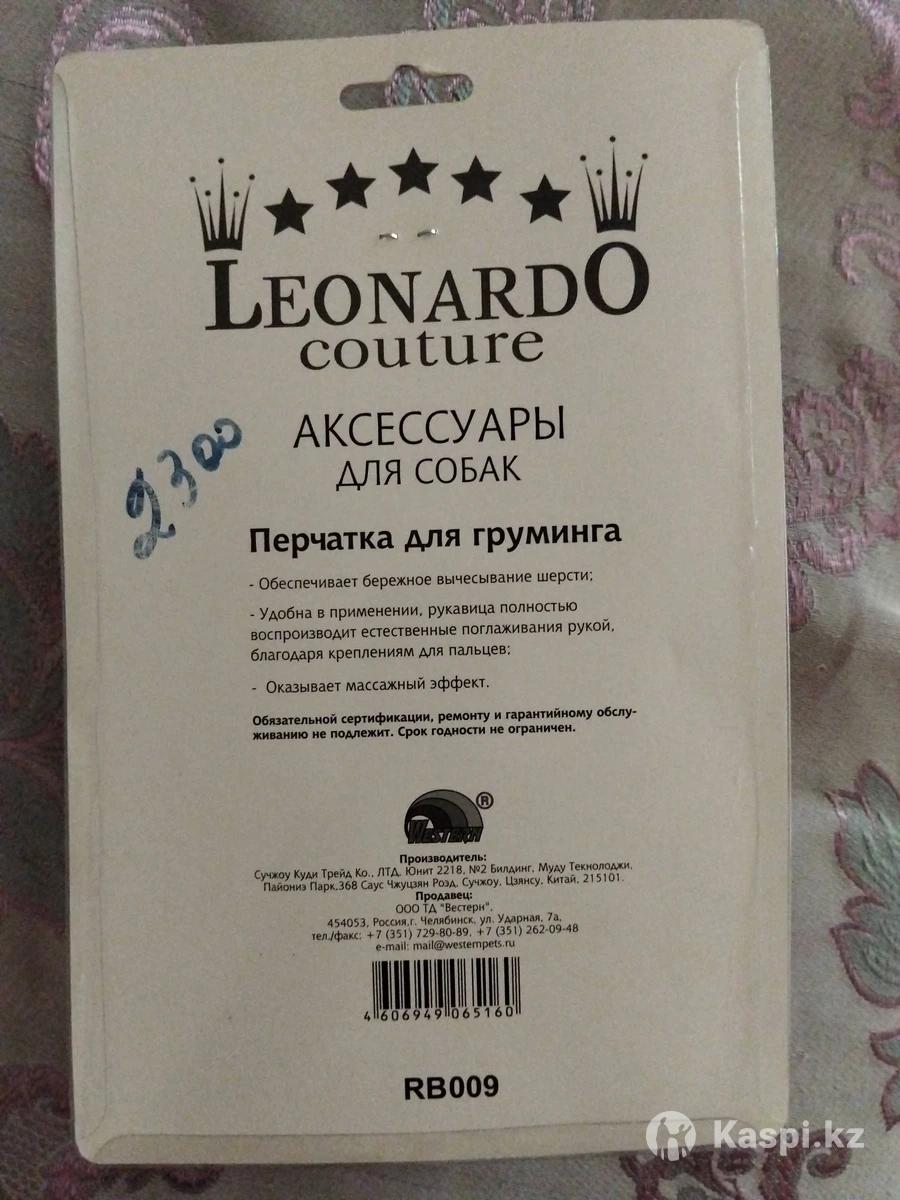 LEONARDO
couture
АКСЕССУАРЫ
ДЛЯ СОБАК
2300
Перчатка для груминга
- Обеспечивает бережное вычесывание шерсти;
- Удобна в применении, рукавица полностью
воспроизводит естественные поглаживания рукой,
благодаря креплениям для пальцев;
- Оказывает массажный эффект.
Обязательной сертификации, ремонту и гарантийному обслу-
живанию не подлежит. Срок годности не ограничен.
WESTERN ®
Производитель:
Сучжоу Куди Трейд Ко., ЛТД, Юнит 2218, №2 Билдинг, Муду Текнолоджи,
Пайониэ Парк,368 Саус Чжуцзян Роэд, Сучжоу, Цзянсу, Китай, 215101.
Продавец:
ООО ТД "Вестерн",
454053, Россия,г. Челябинск, ул. Ударная, 7а,
тел./факс: +7 (351) 729-80-89, +7 (351) 262-09-48
e-mail: mail@westernpets.ru
4 606949 065160
RB009
Kaspi.kz